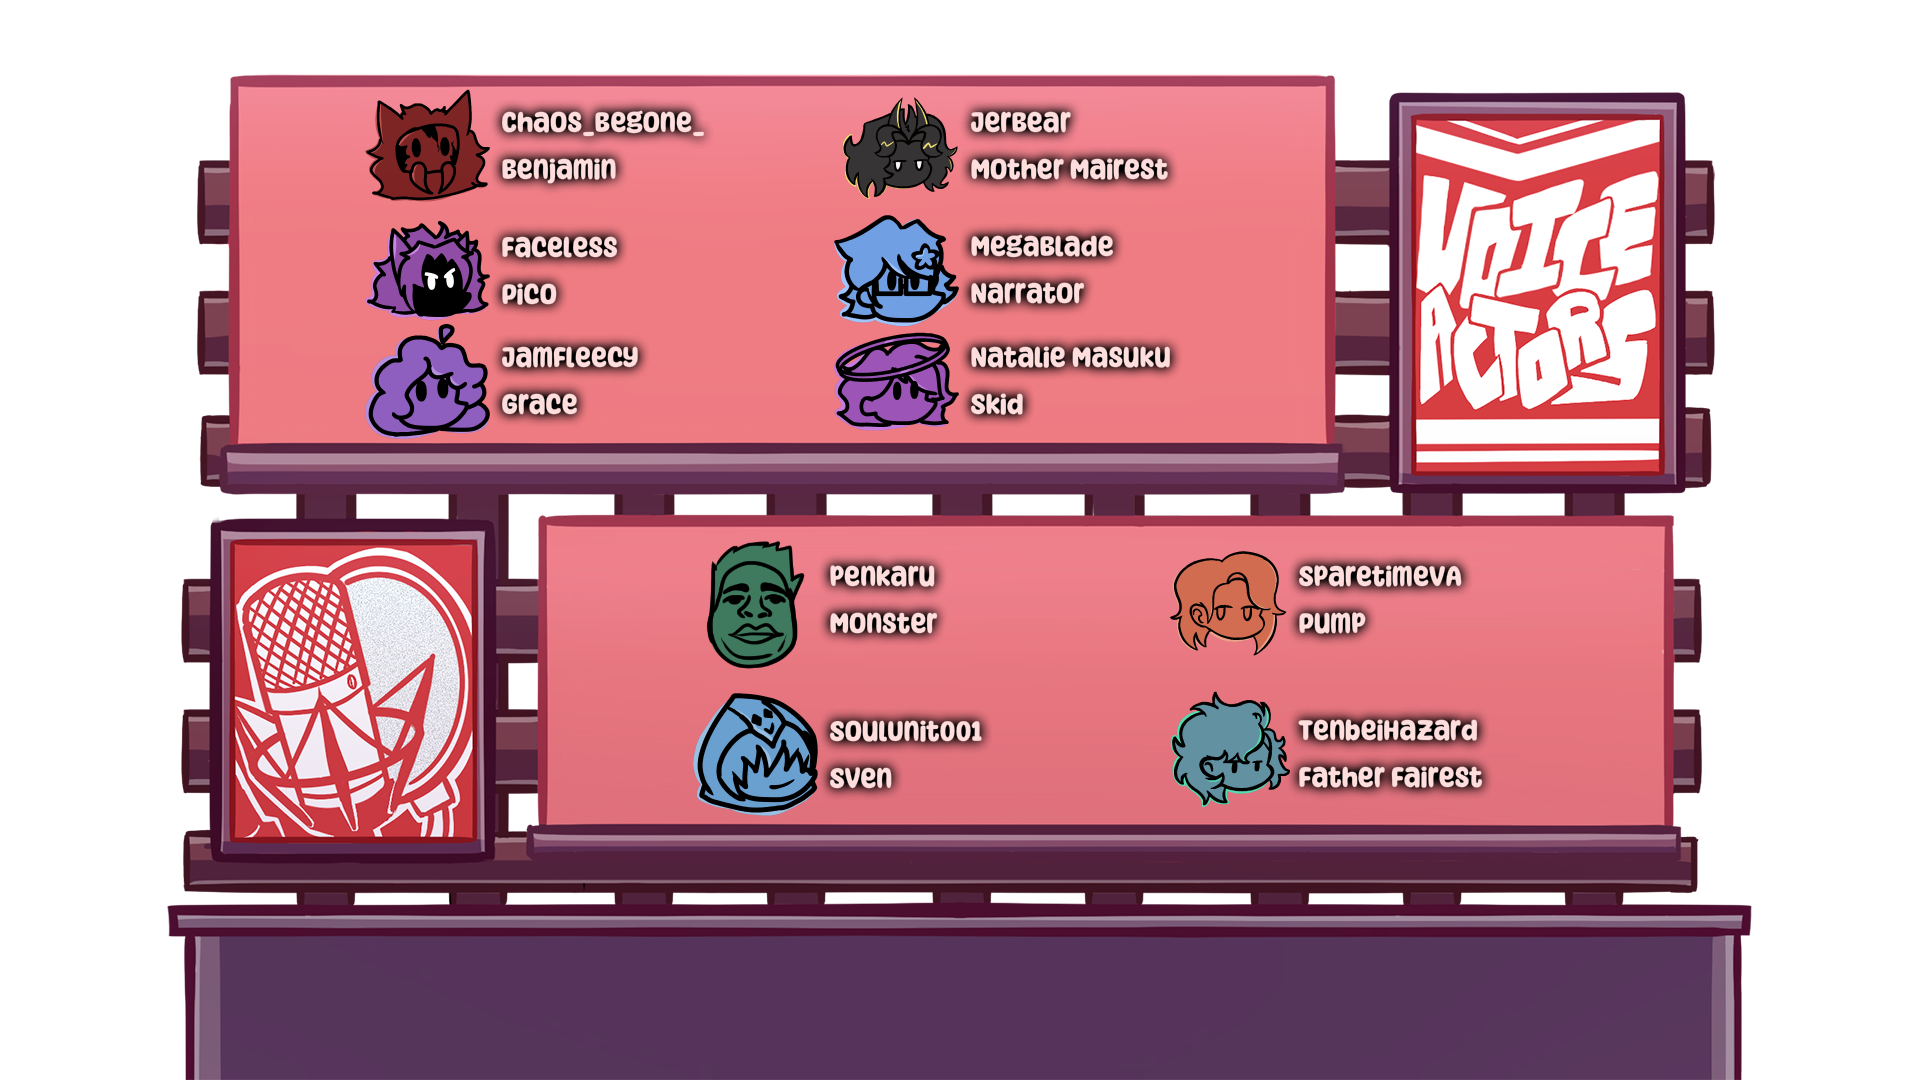 Chaos_Begone_
Benjamin
JerBear
Mother Mairest
Faceless
Pico
MegaBlade
Narrator
JamFleecy
Grace
Natalie Masuku
Skid
VOICE
ACTORS
Penkaru
Monster
SparetimeVA
Pump
SoulUnit001
Sven
TenbeiHazard
Father Fairest